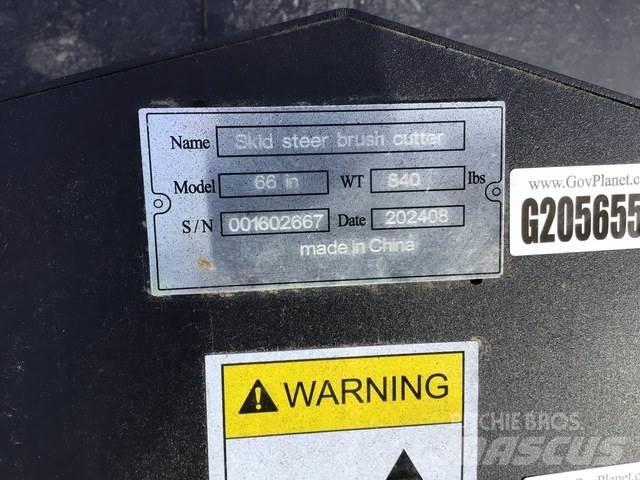 Name Skid steer brush cutter
Model 66 in WT 840 lbs
S/N 001602667 Date 202408
made in China
www.GovPlanet.c
G205655
WARNING
RITCHIE BROS.
MASCUS
GovPlanet.c